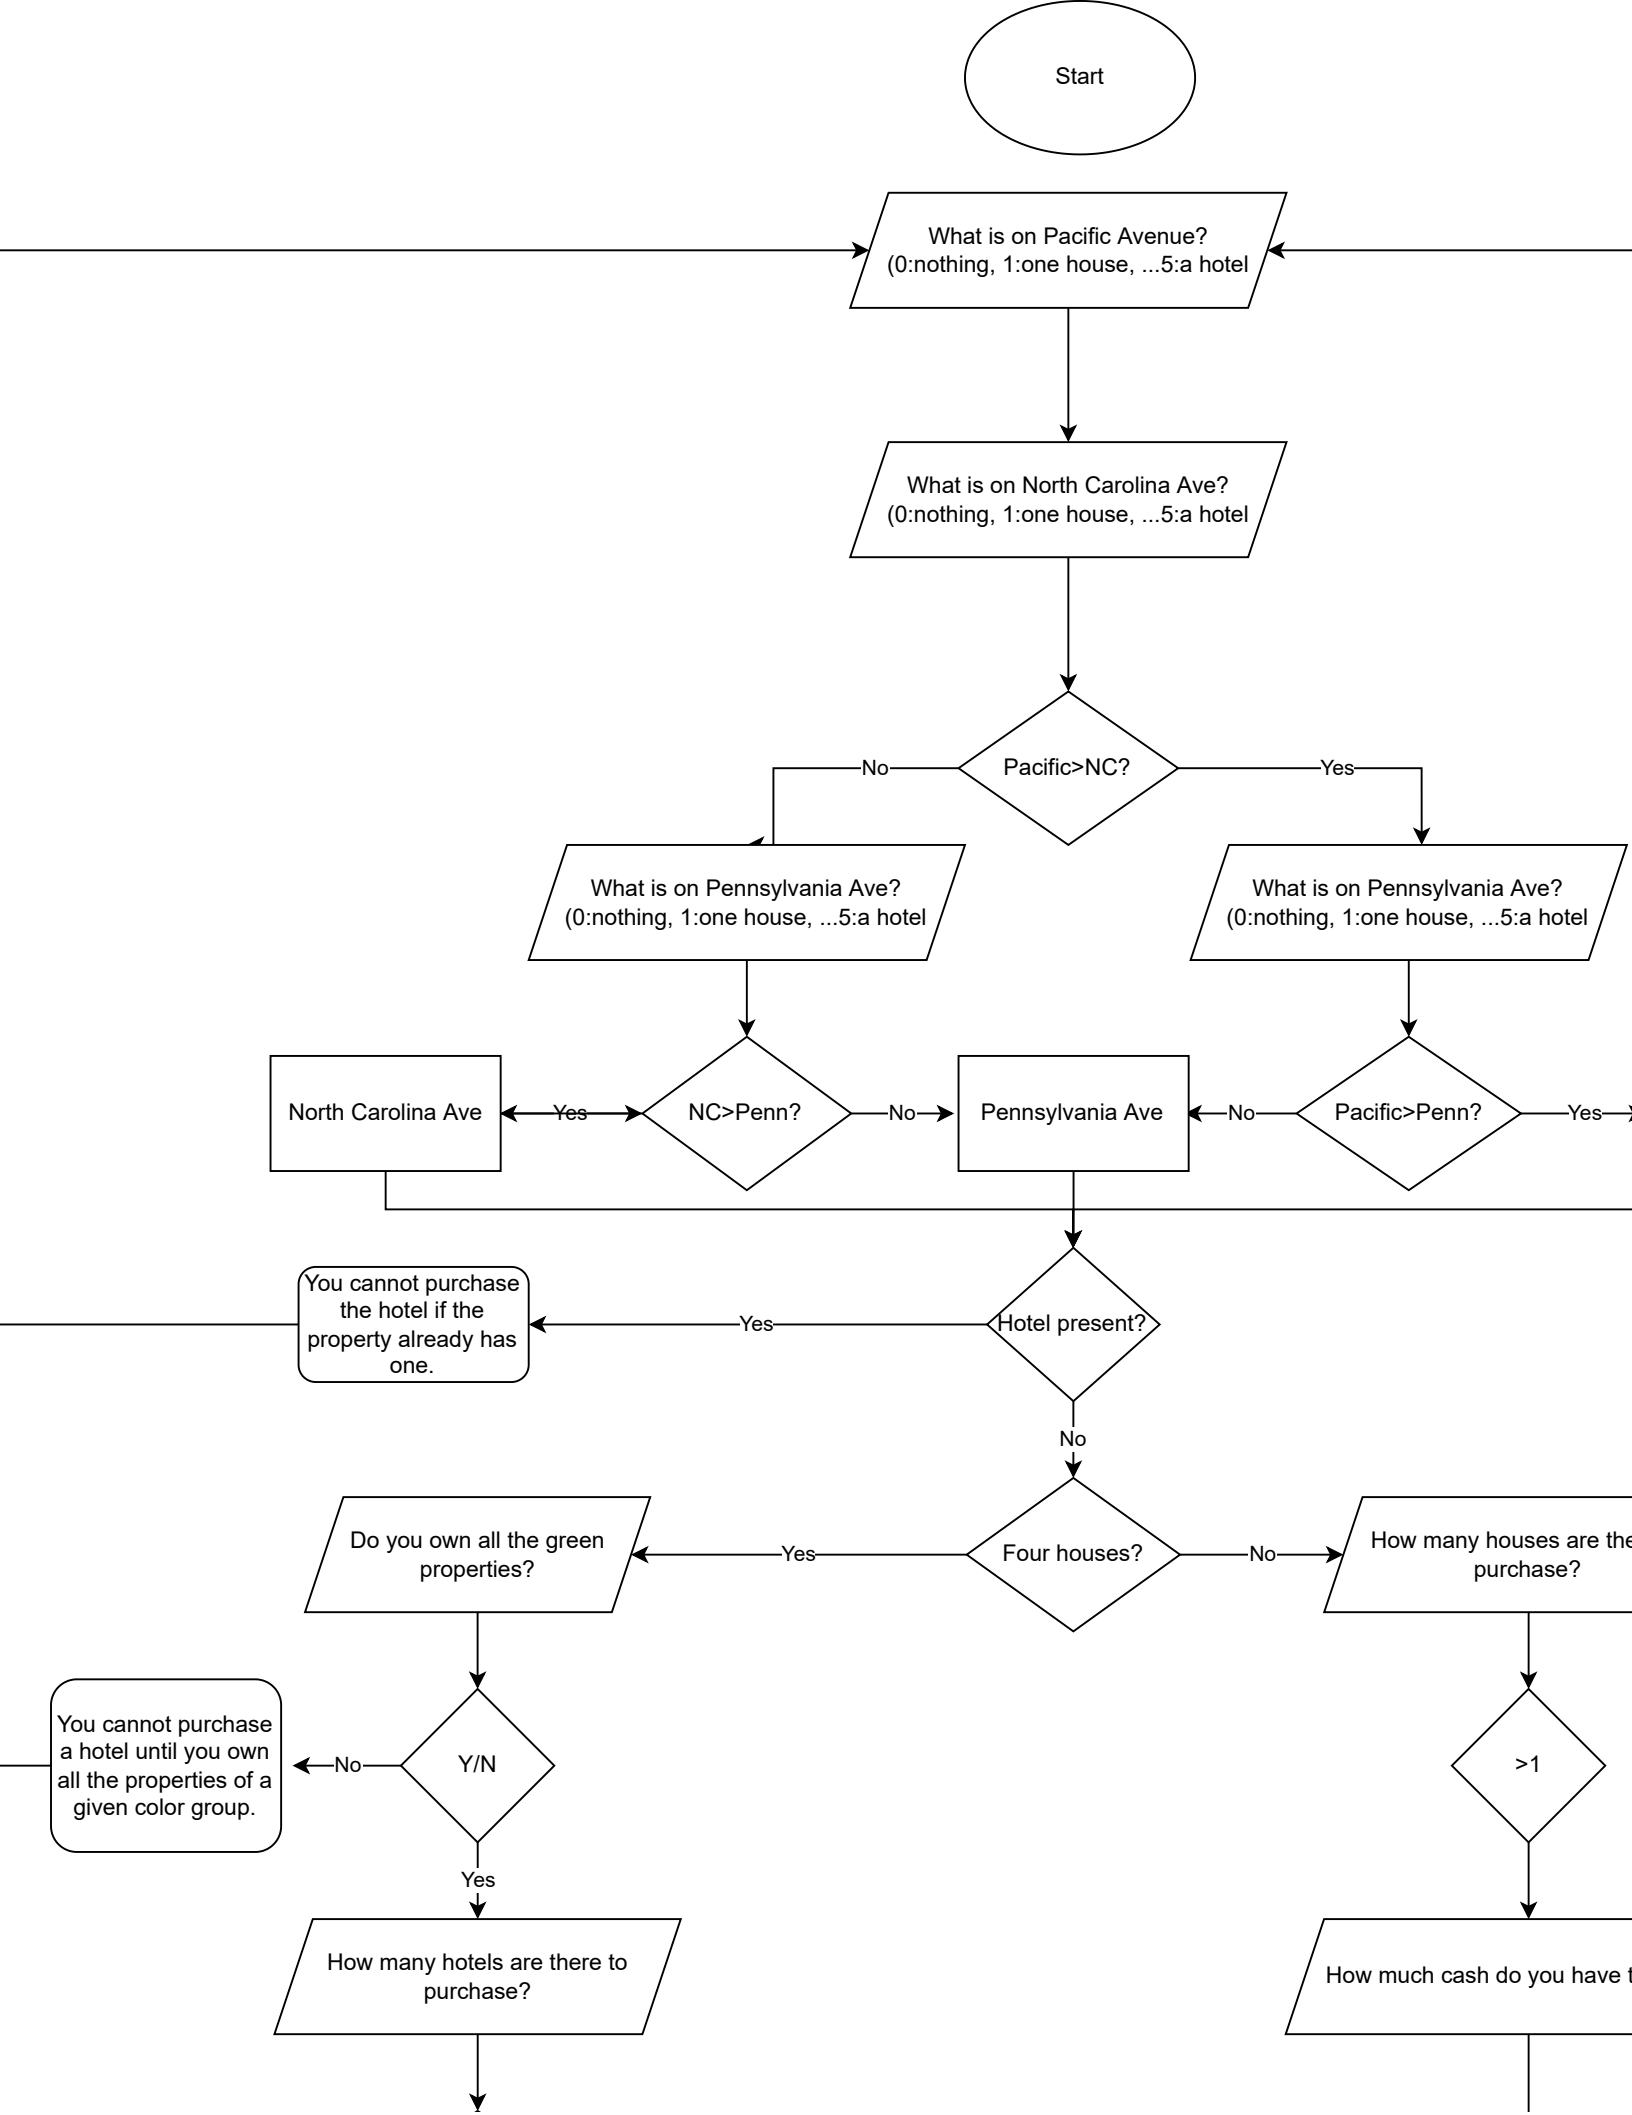 Start
What is on Pacific Avenue?
(0:nothing, 1:one house, ...5:a hotel
What is on North Carolina Ave?
(0:nothing, 1:one house, ...5:a hotel
No
Pacific>NC?
Yes
What is on Pennsylvania Ave?
(0:nothing, 1:one house, ...5:a hotel
What is on Pennsylvania Ave?
(0:nothing, 1:one house, ...5:a hotel
North Carolina Ave
Yes
NC>Penn?
No
Pennsylvania Ave
No
Pacific>Penn?
Yes
You cannot purchase
the hotel if the
property already has
one.
Yes
Hotel present?
No
Do you own all the green
properties?
Yes
Four houses?
No
How many houses are the
purchase?
You cannot purchase
a hotel until you own
all the properties of a
given color group.
No
Y/N
>1
Yes
How many hotels are there to
purchase?
How much cash do you have